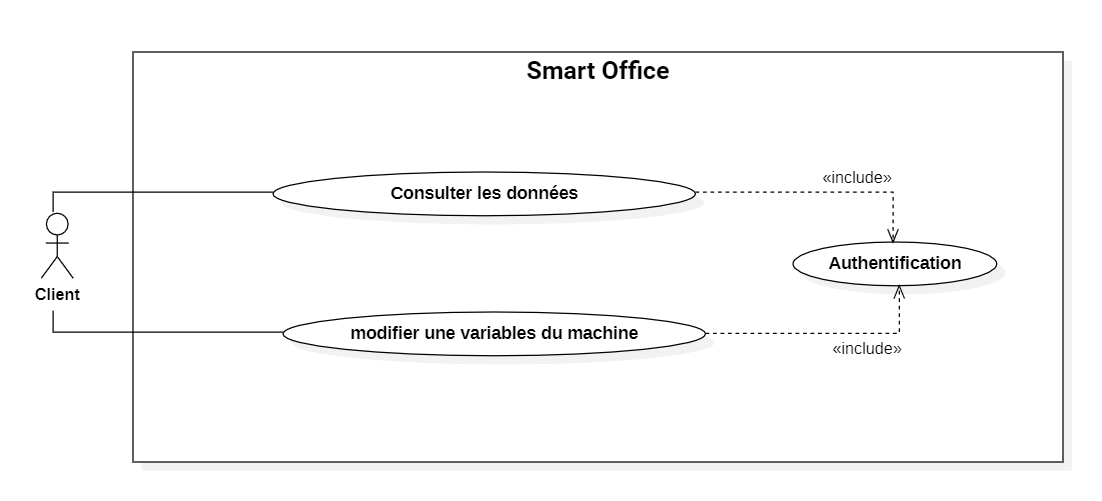 Smart Office
Consulter les données
«include»
Client
Authentification
modifier une variables du machine
«include»